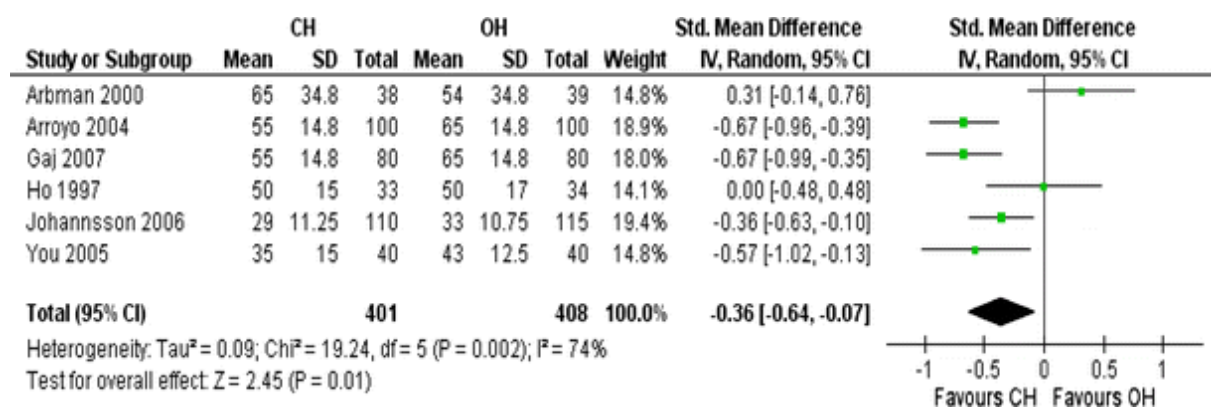 CH OH Std. Mean Difference Std. Mean Difference
Study or Subgroup Mean SD Total Mean SD Total Weight IV, Random, 95% CI IV, Random, 95% CI
Arbman 2000 65 34.8 38 54 34.8 39 14.8% 0.31 [-0.14, 0.76]
Arroyo 2004 55 14.8 100 65 14.8 100 18.9% -0.67 [-0.96, -0.39]
Gaj 2007 55 14.8 80 65 14.8 80 18.0% -0.67 [-0.99, -0.35]
Ho 1997 50 15 33 50 17 34 14.1% 0.00 [-0.48, 0.48]
Johannsson 2006 29 11.25 110 33 10.75 115 19.4% -0.36 [-0.63, -0.10]
You 2005 35 15 40 43 12.5 40 14.8% -0.57 [-1.02, -0.13]
Total (95% CI) 401 408 100.0% -0.36 [-0.64, -0.07]
Heterogeneity: Tau² = 0.09; Chi² = 19.24, df = 5 (P = 0.002); I² = 74%
Test for overall effect: Z = 2.45 (P = 0.01)
-1 -0.5 0 0.5 1
Favours CH Favours OH